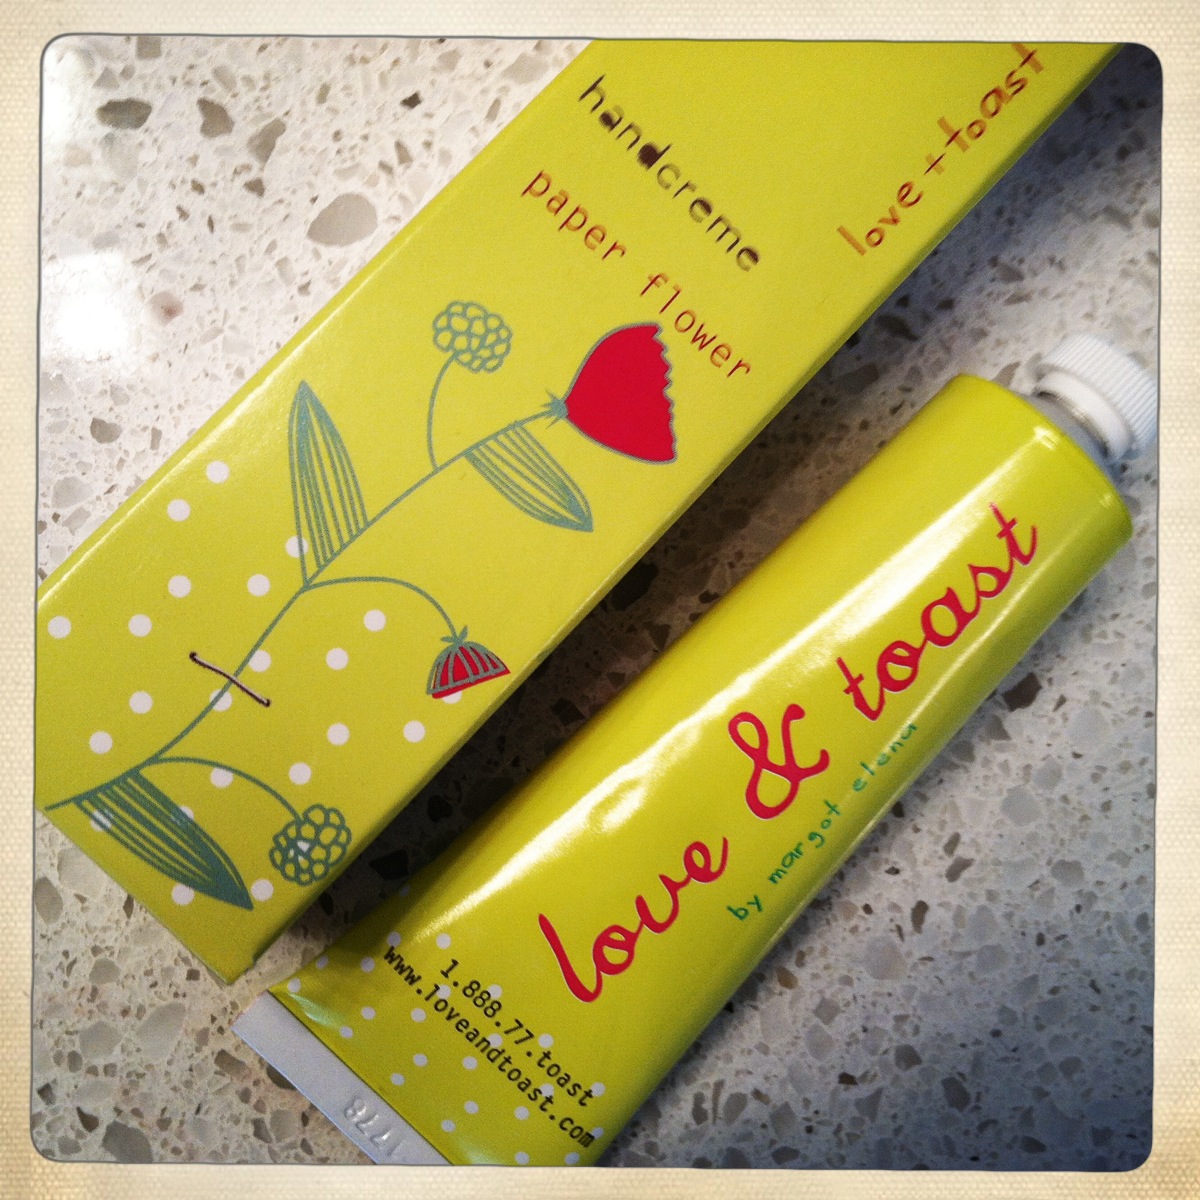 handcreme
paper flower
love + toast
love & toast
by margot elena
1.888.77.toast
www.loveandtoast.com